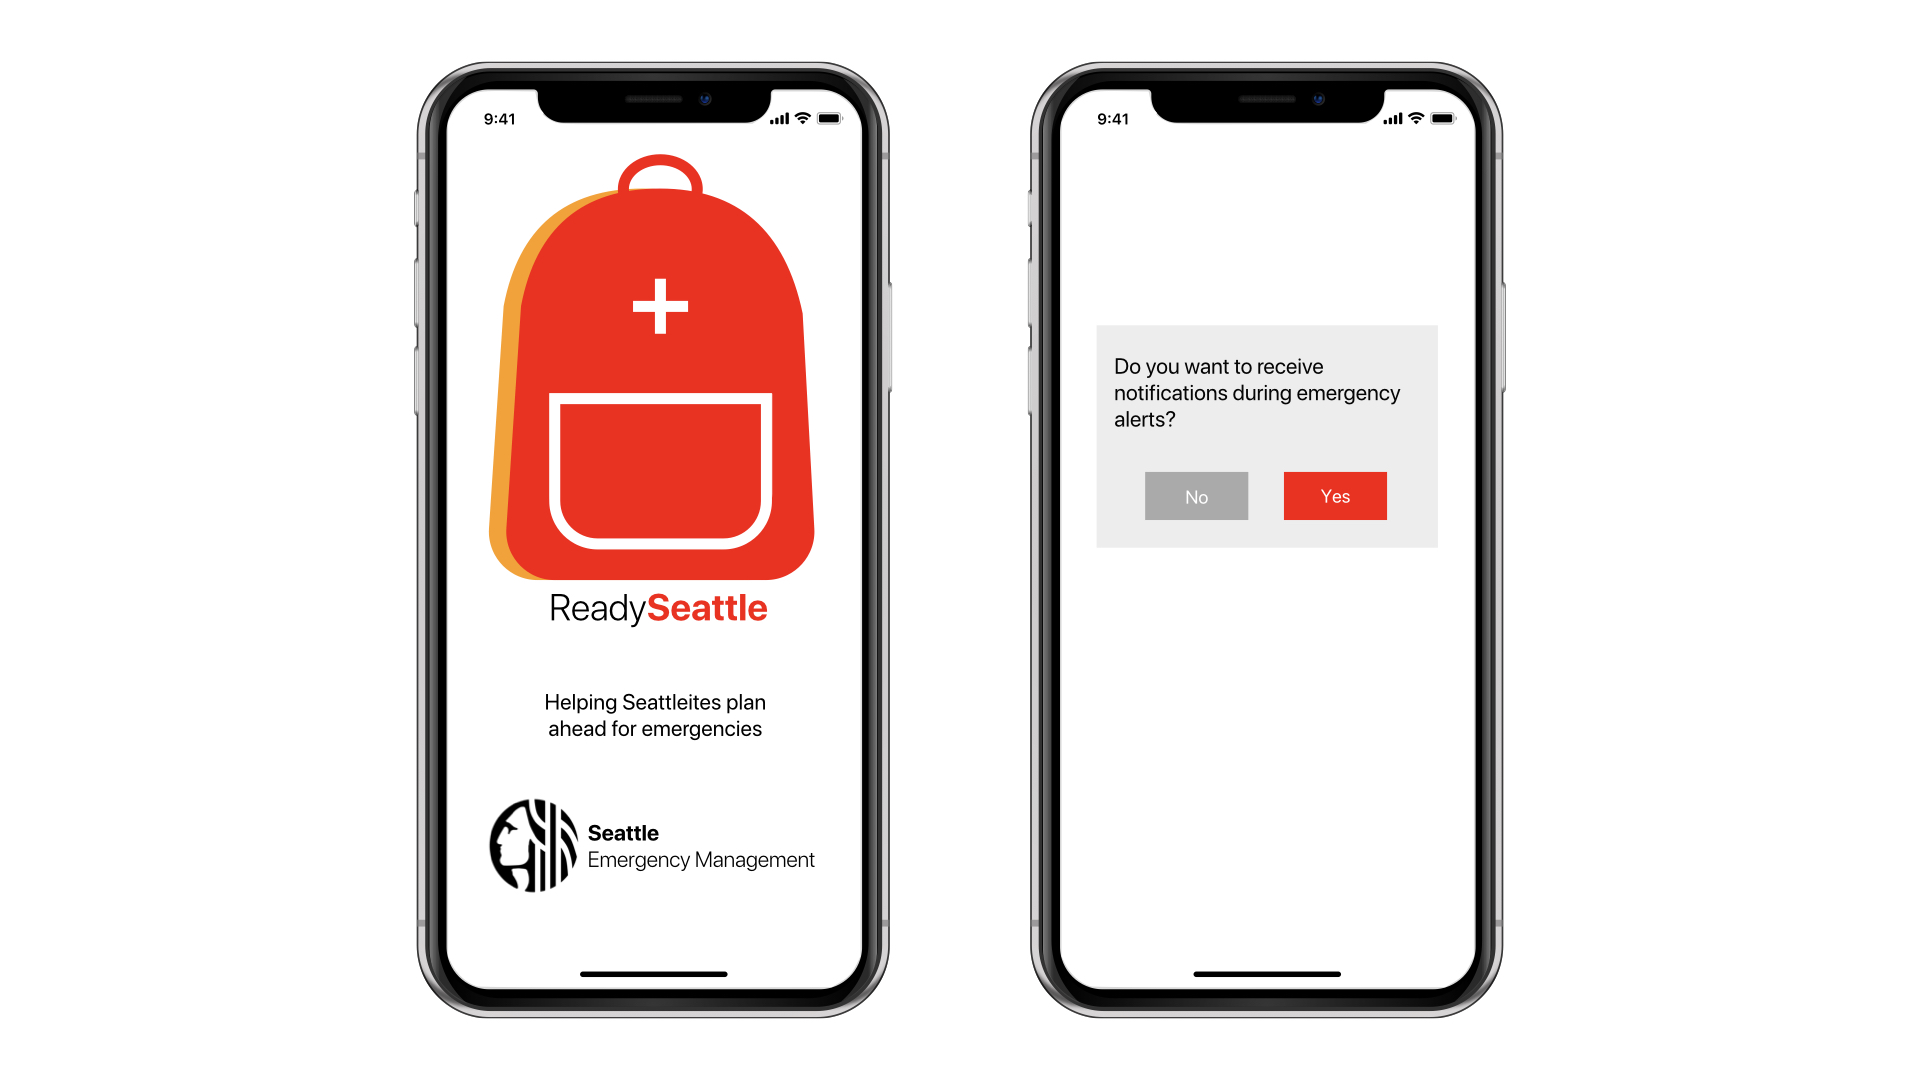 9:41
ReadySeattle
Helping Seattleites plan
ahead for emergencies
Seattle
Emergency Management
9:41
Do you want to receive
notifications during emergency
alerts?
No
Yes